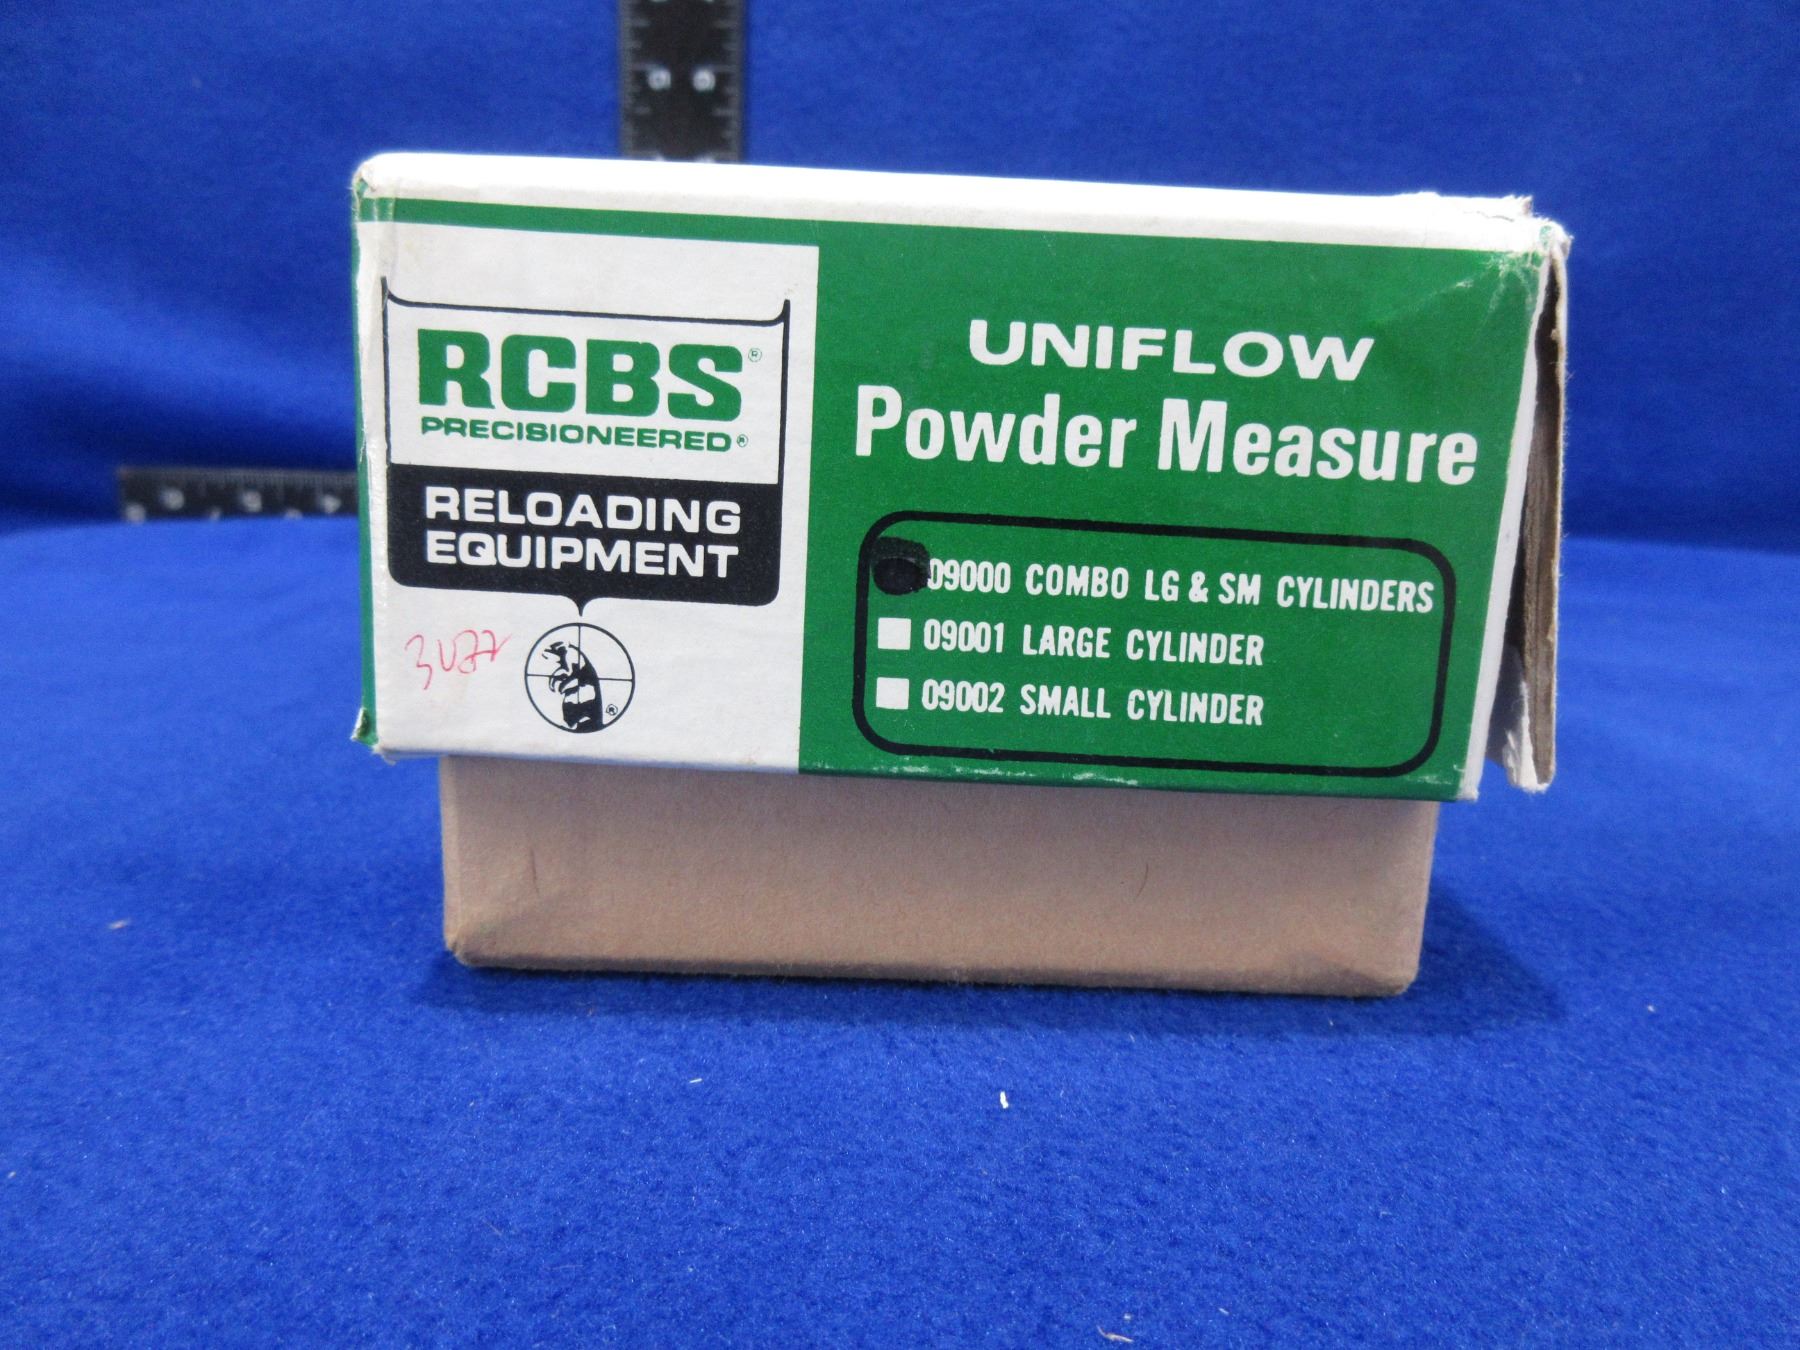 RCBS®
PRECISIONEERED®
RELOADING
EQUIPMENT
®
UNIFLOW
Powder Measure
09000 COMBO LG & SM CYLINDERS
09001 LARGE CYLINDER
09002 SMALL CYLINDER